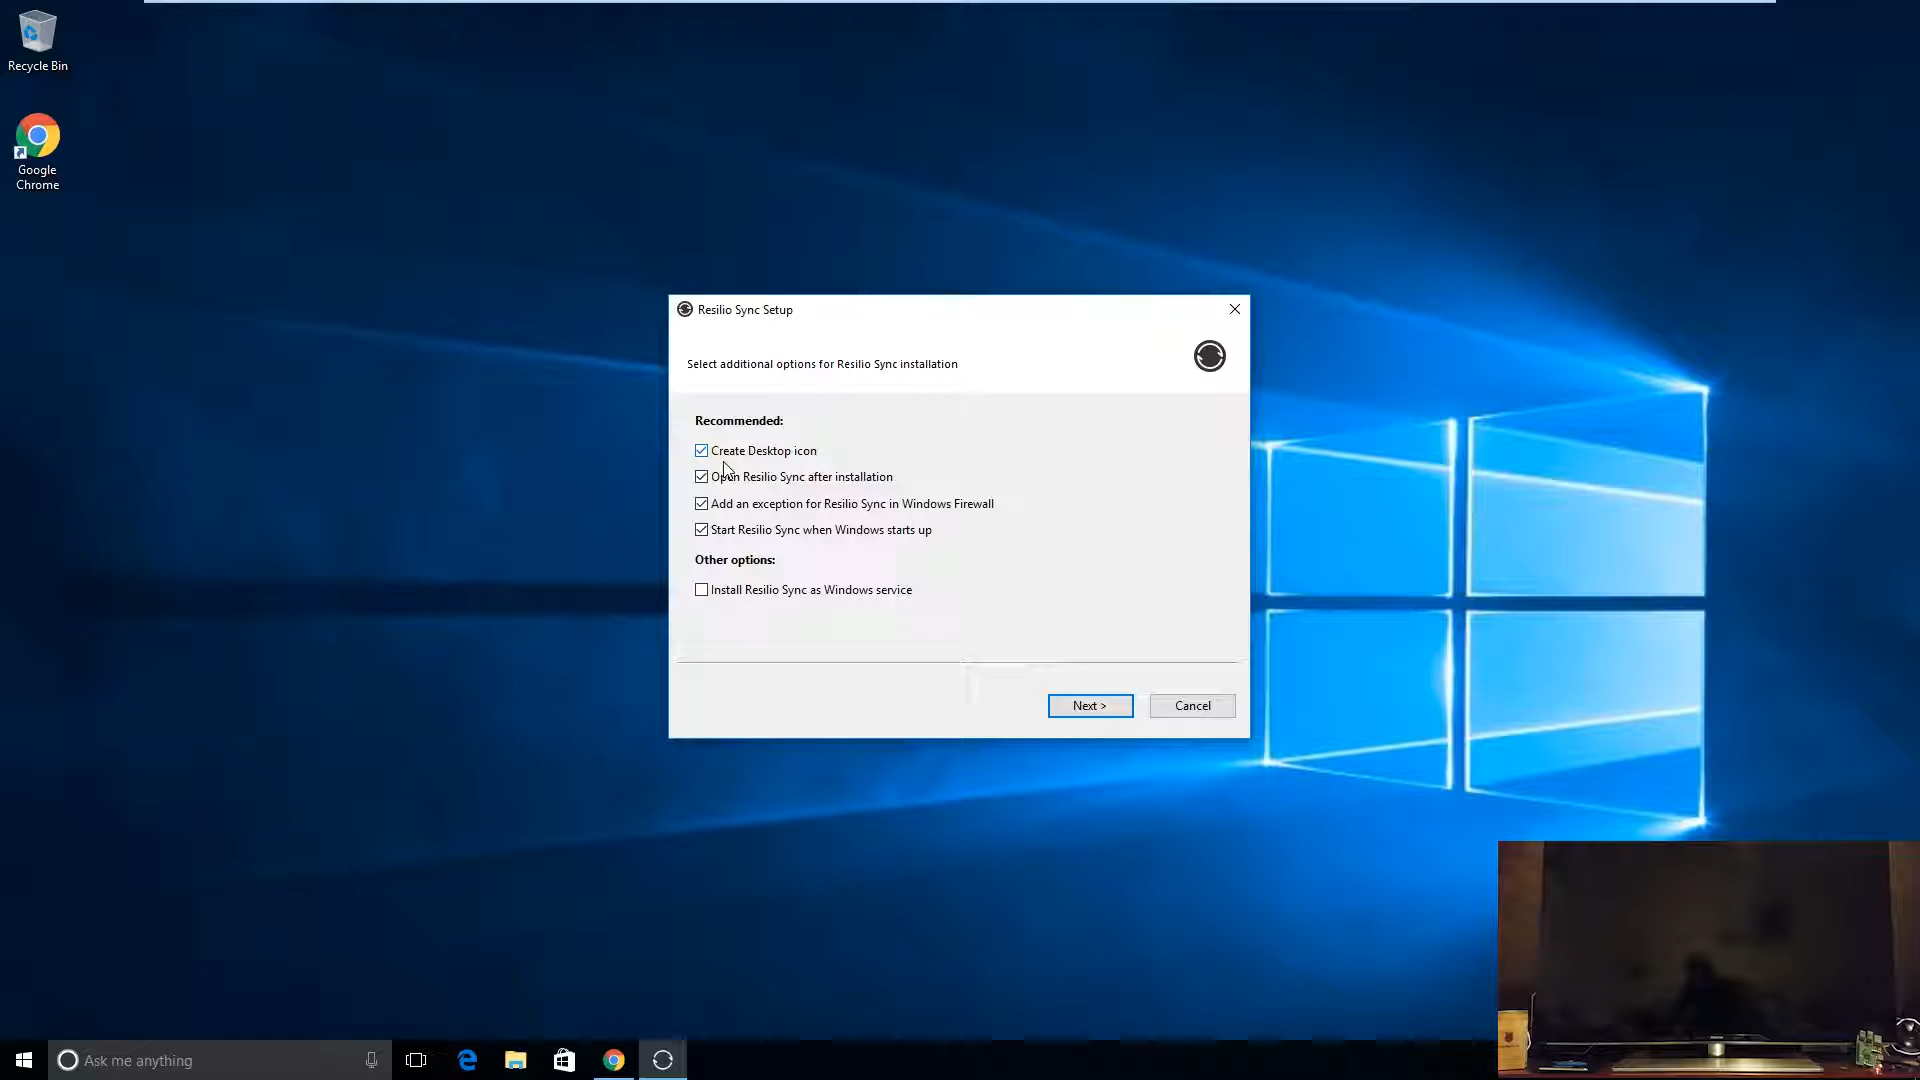 Recycle Bin
Google
Chrome
Resilio Sync Setup
Select additional options for Resilio Sync installation
Recommended:
Create Desktop icon
Open Resilio Sync after installation
Add an exception for Resilio Sync in Windows Firewall
Start Resilio Sync when Windows starts up
Other options:
Install Resilio Sync as Windows service
Next >
Cancel
Ask me anything